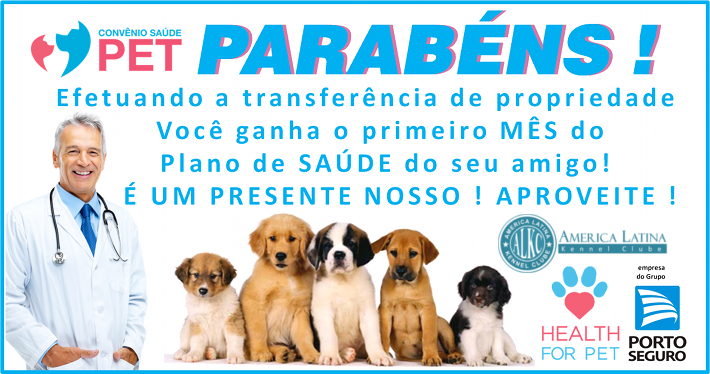 CONVÊNIO SAÚDE
PET
PARABÉNS !
Efetuando a transferência de propriedade
Você ganha o primeiro MÊS do
Plano de SAÚDE do seu amigo!
É UM PRESENTE NOSSO ! APROVEITE !
AMERICA LATINA
ALKC
KENNEL CLUBE
AMERICA LATINA
Kennel Clube
HEALTH
FOR PET
empresa
do Grupo
PORTO
SEGURO